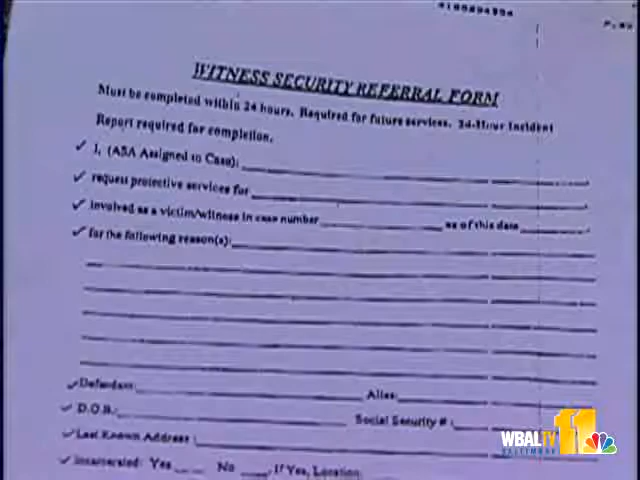 WITNESS SECURITY REFERRAL FORM
Must be completed within 24 hours. Required for future services. 24-Hour Incident
Report required for completion.
I, (ASA Assigned to Case):
request protective services for
involved as a victim/witness in case number as of this date
for the following reason(s):
Defendant: Alias:
D.O.B.: Social Security #:
Last Known Address:
Incarcerated: Yes No If Yes, Location:
WBALTV 11
BALTIMORE